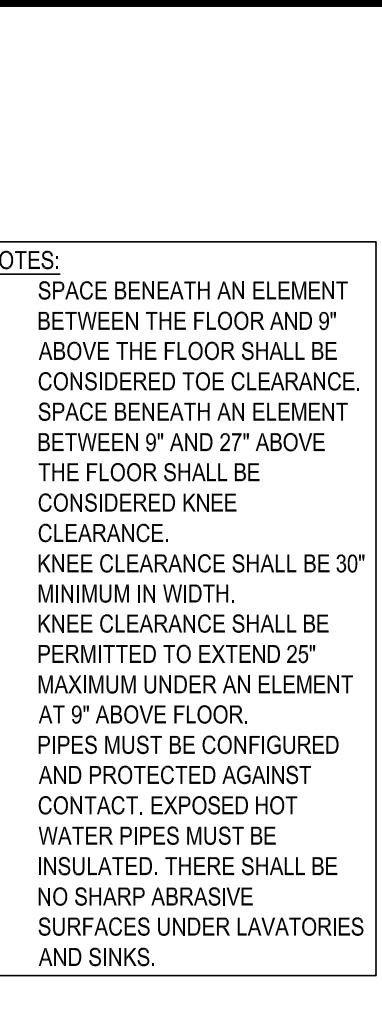 OTES:
SPACE BENEATH AN ELEMENT
BETWEEN THE FLOOR AND 9"
ABOVE THE FLOOR SHALL BE
CONSIDERED TOE CLEARANCE.
SPACE BENEATH AN ELEMENT
BETWEEN 9" AND 27" ABOVE
THE FLOOR SHALL BE
CONSIDERED KNEE
CLEARANCE.
KNEE CLEARANCE SHALL BE 30"
MINIMUM IN WIDTH.
KNEE CLEARANCE SHALL BE
PERMITTED TO EXTEND 25"
MAXIMUM UNDER AN ELEMENT
AT 9" ABOVE FLOOR.
PIPES MUST BE CONFIGURED
AND PROTECTED AGAINST
CONTACT. EXPOSED HOT
WATER PIPES MUST BE
INSULATED. THERE SHALL BE
NO SHARP ABRASIVE
SURFACES UNDER LAVATORIES
AND SINKS.